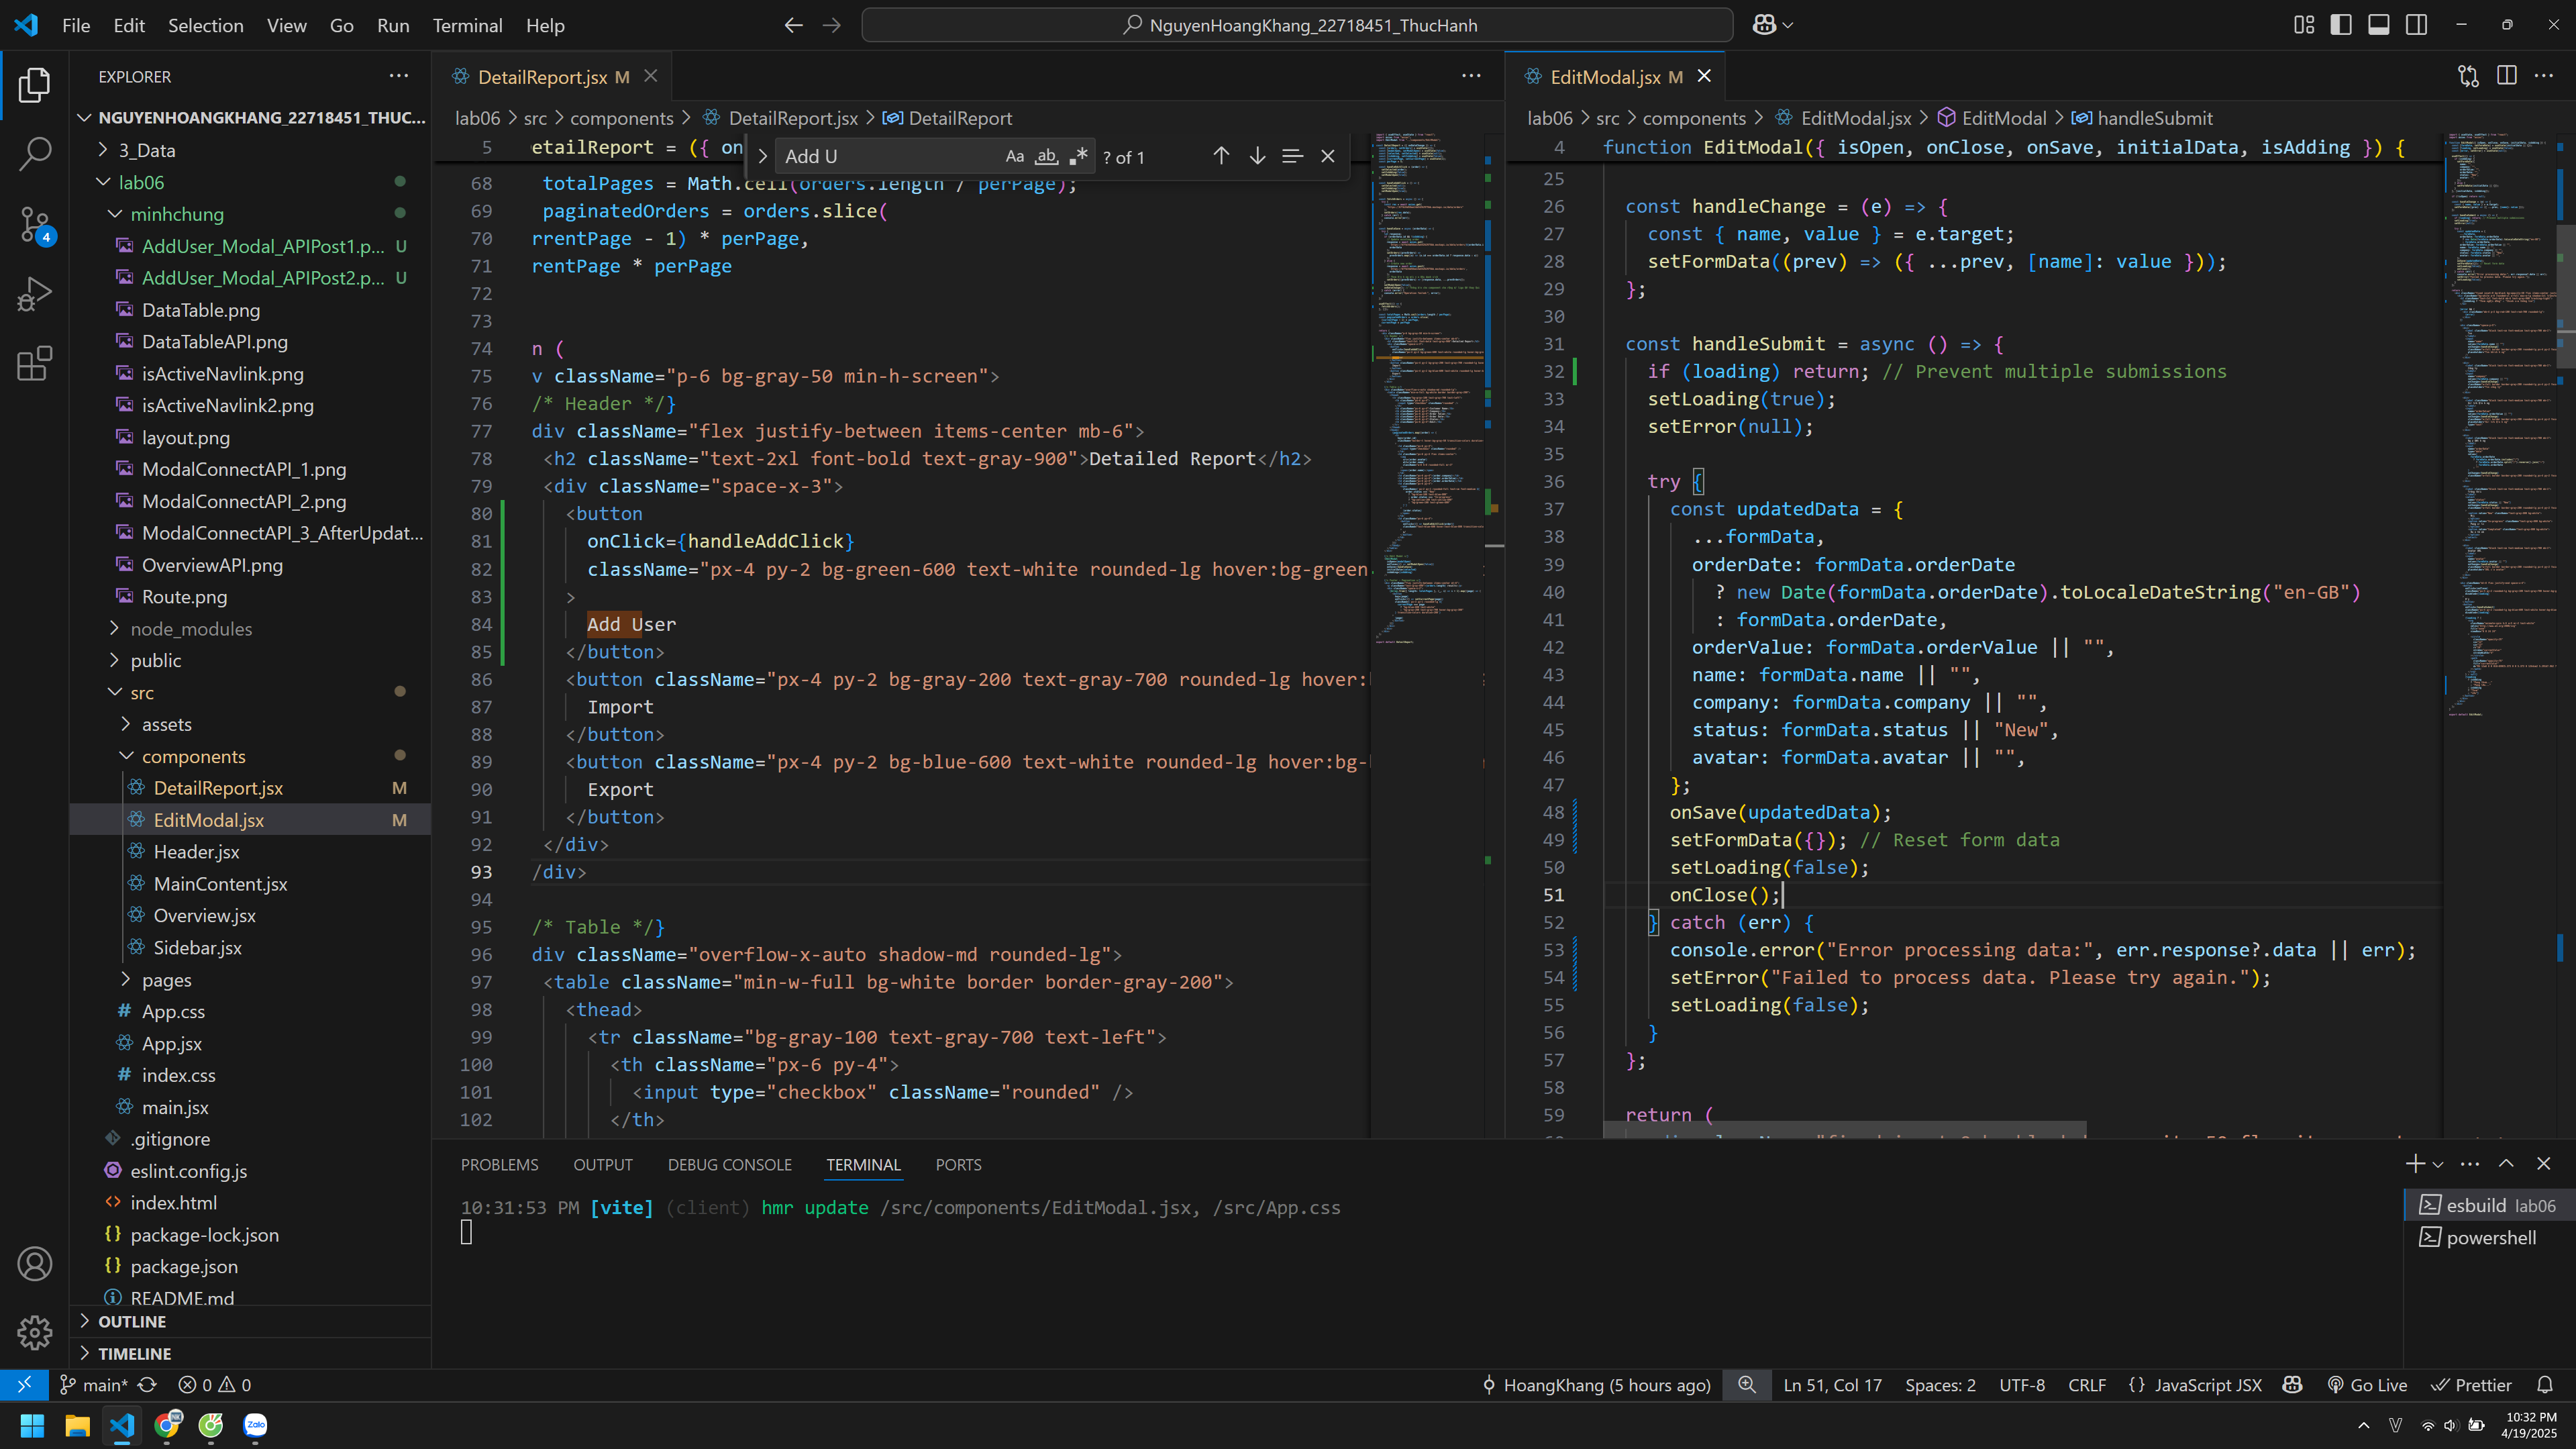 File Edit Selection View Go Run Terminal Help
NguyenHoangKhang_22718451_ThucHanh
EXPLORER
NGUYENHOANGKHANG_22718451_THUC...
3_Data
lab06
minhchung
AddUser_Modal_APIPost1.p... U
AddUser_Modal_APIPost2.p... U
DataTable.png
DataTableAPI.png
isActiveNavlink.png
isActiveNavlink2.png
layout.png
ModalConnectAPI_1.png
ModalConnectAPI_2.png
ModalConnectAPI_3_AfterUpdat...
OverviewAPI.png
Route.png
node_modules
public
src
assets
components
DetailReport.jsx M
EditModal.jsx M
Header.jsx
MainContent.jsx
Overview.jsx
Sidebar.jsx
pages
App.css
App.jsx
index.css
main.jsx
.gitignore
eslint.config.js
index.html
package-lock.json
package.json
README.md
OUTLINE
TIMELINE
4
DetailReport.jsx M
lab06 > src > components > DetailReport.jsx > DetailReport
Add U
Aa ab ? of 1
5 etailReport = ({ on
68 totalPages = Math.ceil(orders.length / perPage);
69 paginatedOrders = orders.slice(
70 rrentPage - 1) * perPage,
71 rentPage * perPage
72
73
74 n (
75 v className="p-6 bg-gray-50 min-h-screen">
76 /* Header */}
77 div className="flex justify-between items-center mb-6">
78 <h2 className="text-2xl font-bold text-gray-900">Detailed Report</h2>
79 <div className="space-x-3">
80 <button
81 onClick={handleAddClick}
82 className="px-4 py-2 bg-green-600 text-white rounded-lg hover:bg-green
83 >
84 Add User
85 </button>
86 <button className="px-4 py-2 bg-gray-200 text-gray-700 rounded-lg hover:
87 Import
88 </button>
89 <button className="px-4 py-2 bg-blue-600 text-white rounded-lg hover:bg-
90 Export
91 </button>
92 </div>
93 /div>
94
95 /* Table */}
96 div className="overflow-x-auto shadow-md rounded-lg">
97 <table className="min-w-full bg-white border border-gray-200">
98 <thead>
99 <tr className="bg-gray-100 text-gray-700 text-left">
100 <th className="px-6 py-4">
101 <input type="checkbox" className="rounded" />
102 </th>
EditModal.jsx M
lab06 > src > components > EditModal.jsx > EditModal > handleSubmit
4 function EditModal({ isOpen, onClose, onSave, initialData, isAdding }) {
25
26 const handleChange = (e) => {
27 const { name, value } = e.target;
28 setFormData((prev) => ({ ...prev, [name]: value }));
29 };
30
31 const handleSubmit = async () => {
32 if (loading) return; // Prevent multiple submissions
33 setLoading(true);
34 setError(null);
35
36 try {
37 const updatedData = {
38 ...formData,
39 orderDate: formData.orderDate
40 ? new Date(formData.orderDate).toLocaleDateString("en-GB")
41 : formData.orderDate,
42 orderValue: formData.orderValue || "",
43 name: formData.name || "",
44 company: formData.company || "",
45 status: formData.status || "New",
46 avatar: formData.avatar || "",
47 };
48 onSave(updatedData);
49 setFormData({}); // Reset form data
50 setLoading(false);
51 onClose();
52 } catch (err) {
53 console.error("Error processing data:", err.response?.data || err);
54 setError("Failed to process data. Please try again.");
55 setLoading(false);
56 }
57 };
58
59 return (
PROBLEMS OUTPUT DEBUG CONSOLE TERMINAL PORTS
10:31:53 PM [vite] (client) hmr update /src/components/EditModal.jsx, /src/App.css
esbuild lab06
powershell
main* 0 0 HoangKhang (5 hours ago) Ln 51, Col 17 Spaces: 2 UTF-8 CRLF {} JavaScript JSX Go Live Prettier
Zalo
10:32 PM
4/19/2025